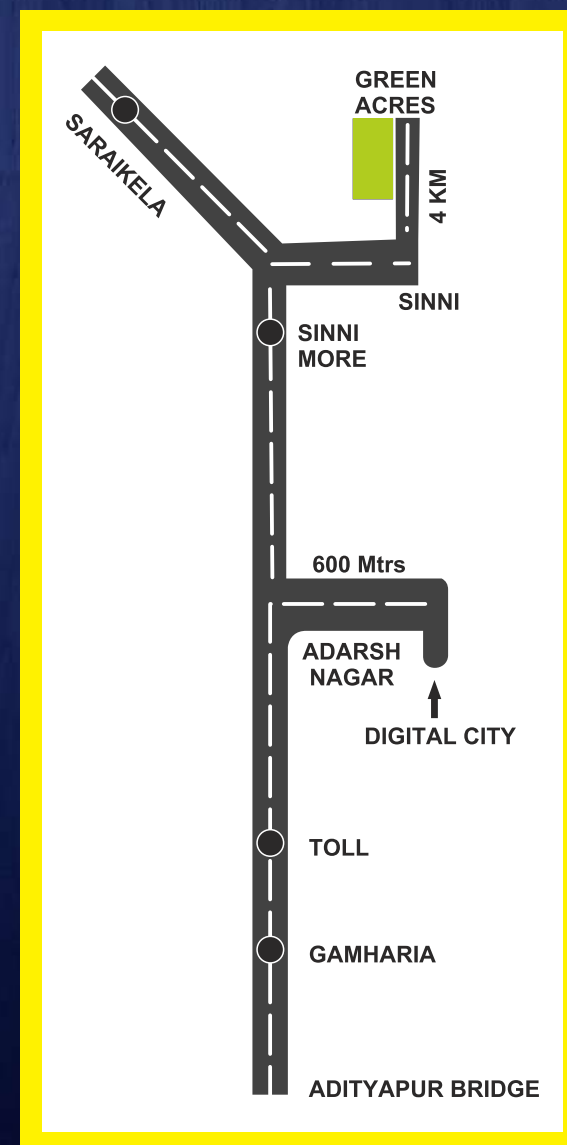 GREEN
ACRES
SARAIKELA
4 KM
SINNI
SINNI
MORE
600 Mtrs
ADARSH
NAGAR
DIGITAL CITY
TOLL
GAMHARIA
ADITYAPUR BRIDGE